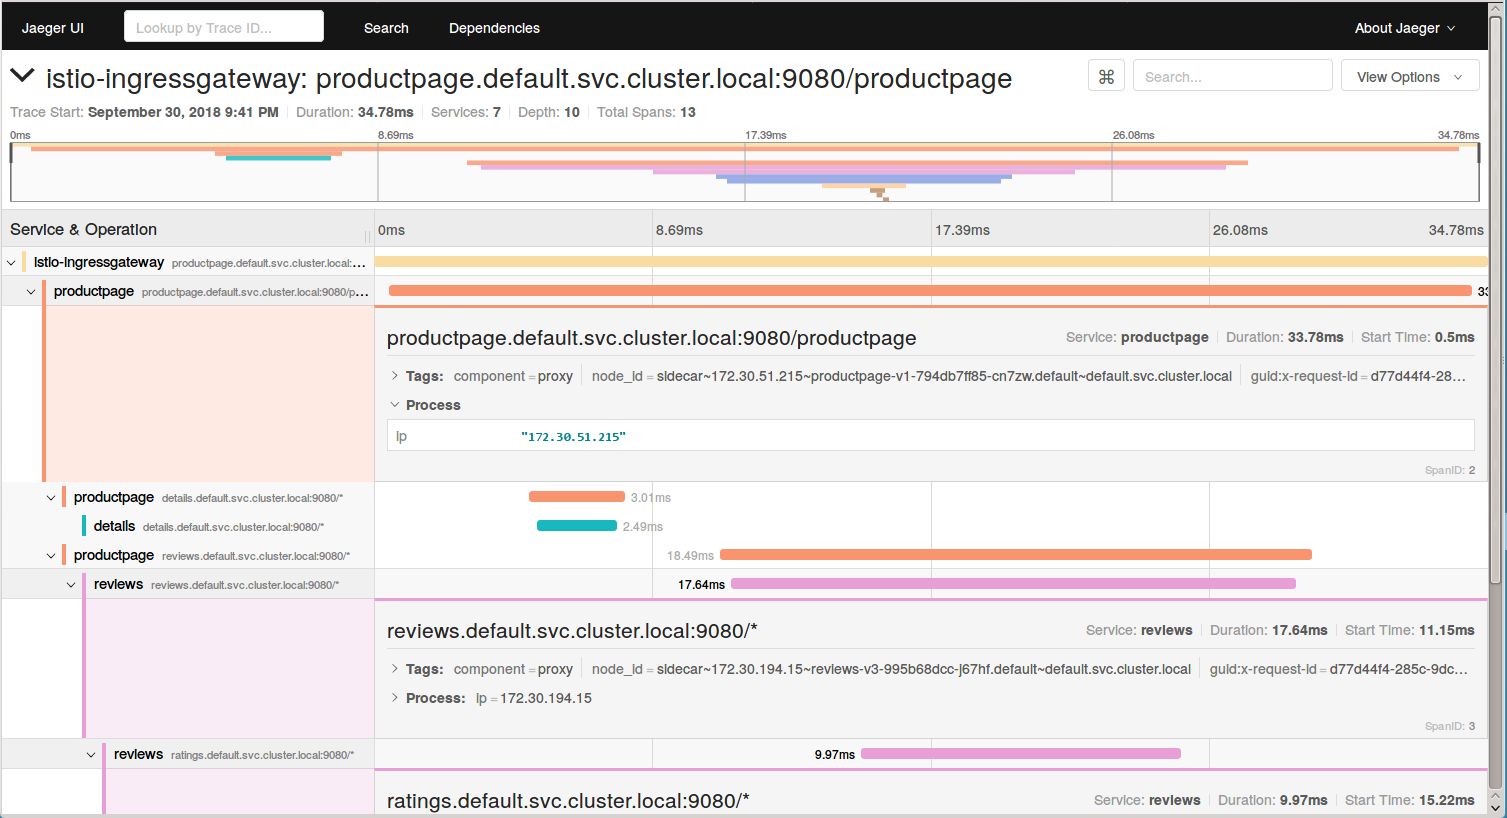 Jaeger UI Lookup by Trace ID... Search Dependencies About Jaeger
istio-ingressgateway: productpage.default.svc.cluster.local:9080/productpage ⌘ Search... View Options
Trace Start: September 30, 2018 9:41 PM Duration: 34.78ms Services: 7 Depth: 10 Total Spans: 13
0ms 8.69ms 17.39ms 26.08ms 34.78ms
Service & Operation 0ms 8.69ms 17.39ms 26.08ms 34.78ms
istio-ingressgateway productpage.default.svc.cluster.local:...
productpage productpage.default.svc.cluster.local:9080/p... 33
productpage.default.svc.cluster.local:9080/productpage Service: productpage Duration: 33.78ms Start Time: 0.5ms
Tags: component = proxy node_id = sidecar~172.30.51.215~productpage-v1-794db7ff85-cn7zw.default~default.svc.cluster.local guid:x-request-id = d77d44f4-28...
Process
ip "172.30.51.215"
SpanID: 2
productpage details.default.svc.cluster.local:9080/* 3.01ms
details details.default.svc.cluster.local:9080/* 2.49ms
productpage reviews.default.svc.cluster.local:9080/* 18.49ms
reviews reviews.default.svc.cluster.local:9080/* 17.64ms
reviews.default.svc.cluster.local:9080/* Service: reviews Duration: 17.64ms Start Time: 11.15ms
Tags: component = proxy node_id = sidecar~172.30.194.15~reviews-v3-995b68dcc-j67hf.default~default.svc.cluster.local guid:x-request-id = d77d44f4-285c-9dc...
Process: ip = 172.30.194.15
SpanID: 3
reviews ratings.default.svc.cluster.local:9080/* 9.97ms
ratings.default.svc.cluster.local:9080/* Service: reviews Duration: 9.97ms Start Time: 15.22ms